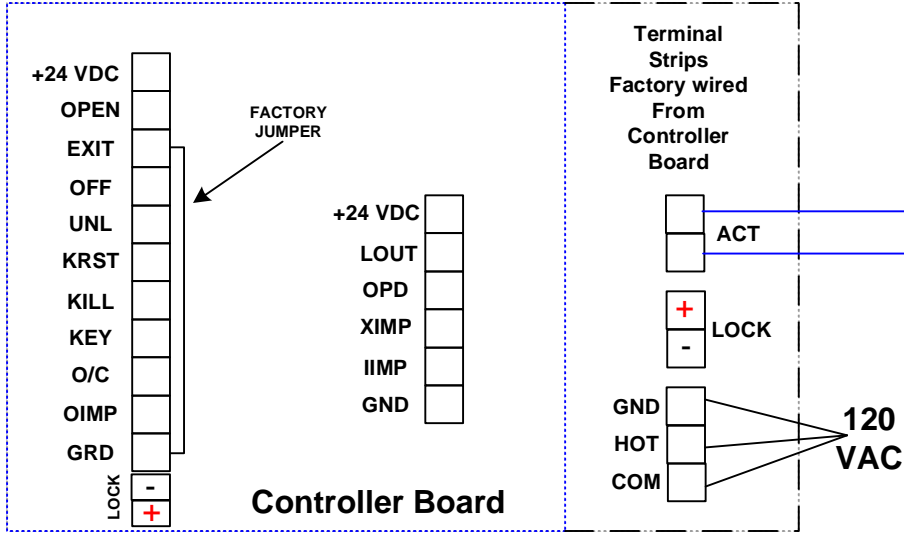 +24 VDC
OPEN
EXIT
OFF
UNL
KRST
KILL
KEY
O/C
OIMP
GRD
LOCK
-
+
FACTORY
JUMPER
+24 VDC
LOUT
OPD
XIMP
IIMP
GND
Controller Board
Terminal
Strips
Factory wired
From
Controller
Board
ACT
+
-
LOCK
GND
HOT
COM
120
VAC